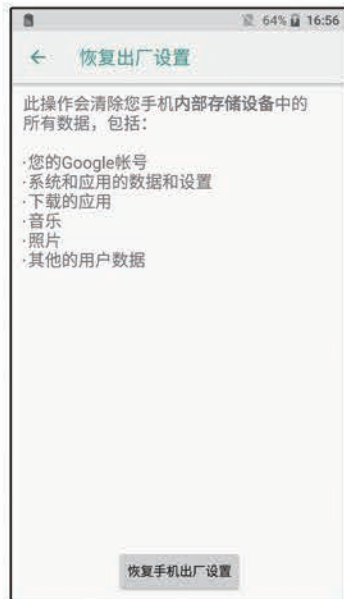 64% 16:56
恢复出厂设置
此操作会清除您手机内部存储设备中的
所有数据，包括：
·您的Google帐号
·系统和应用的数据和设置
·下载的应用
·音乐
·照片
·其他的用户数据
恢复手机出厂设置